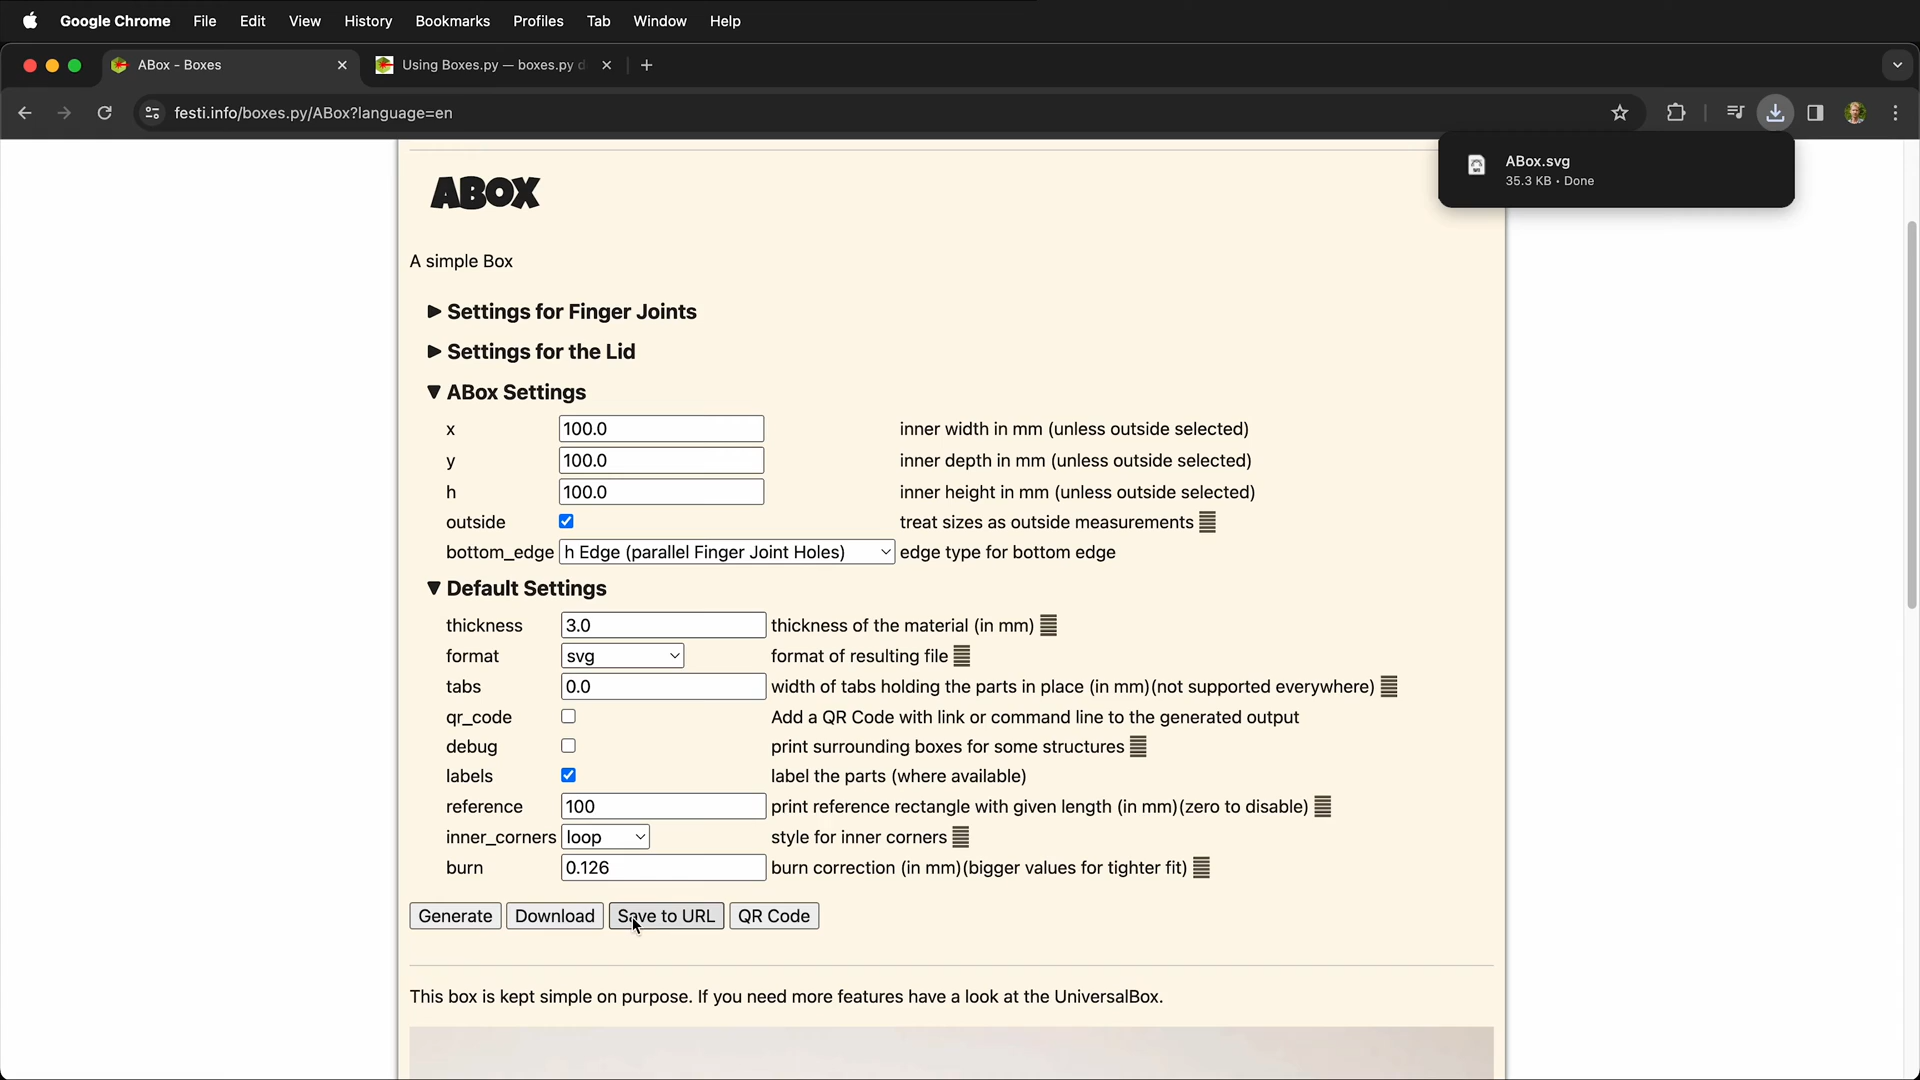 Google Chrome File Edit View History Bookmarks Profiles Tab Window Help
ABox - Boxes
Using Boxes.py — boxes.py d
festi.info/boxes.py/ABox?language=en
ABox.svg
35.3 KB • Done
ABOX
A simple Box
▶ Settings for Finger Joints
▶ Settings for the Lid
▼ ABox Settings
x 100.0 inner width in mm (unless outside selected)
y 100.0 inner depth in mm (unless outside selected)
h 100.0 inner height in mm (unless outside selected)
outside treat sizes as outside measurements
bottom_edge h Edge (parallel Finger Joint Holes) edge type for bottom edge
▼ Default Settings
thickness 3.0 thickness of the material (in mm)
format svg format of resulting file
tabs 0.0 width of tabs holding the parts in place (in mm)(not supported everywhere)
qr_code Add a QR Code with link or command line to the generated output
debug print surrounding boxes for some structures
labels label the parts (where available)
reference 100 print reference rectangle with given length (in mm)(zero to disable)
inner_corners loop style for inner corners
burn 0.126 burn correction (in mm)(bigger values for tighter fit)
Generate Download Save to URL QR Code
This box is kept simple on purpose. If you need more features have a look at the UniversalBox.